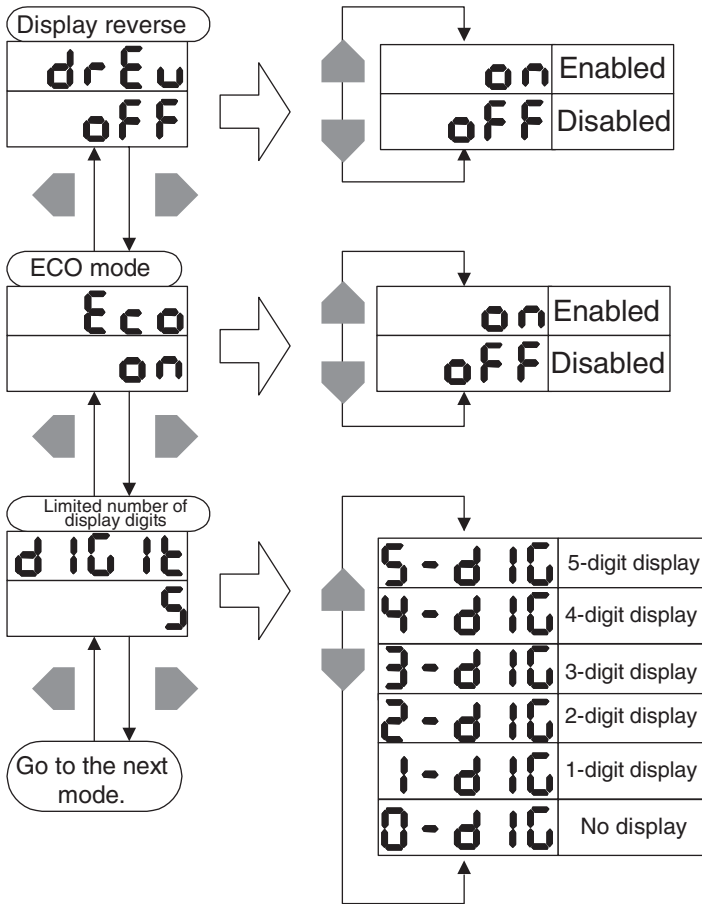 Display reverse
drEv
oFF
on Enabled
oFF Disabled
ECO mode
Eco
on
on Enabled
oFF Disabled
Limited number of
display digits
dIGIt
5
5-dIG 5-digit display
4-dIG 4-digit display
3-dIG 3-digit display
2-dIG 2-digit display
1-dIG 1-digit display
0-dIG No display
Go to the next
mode.